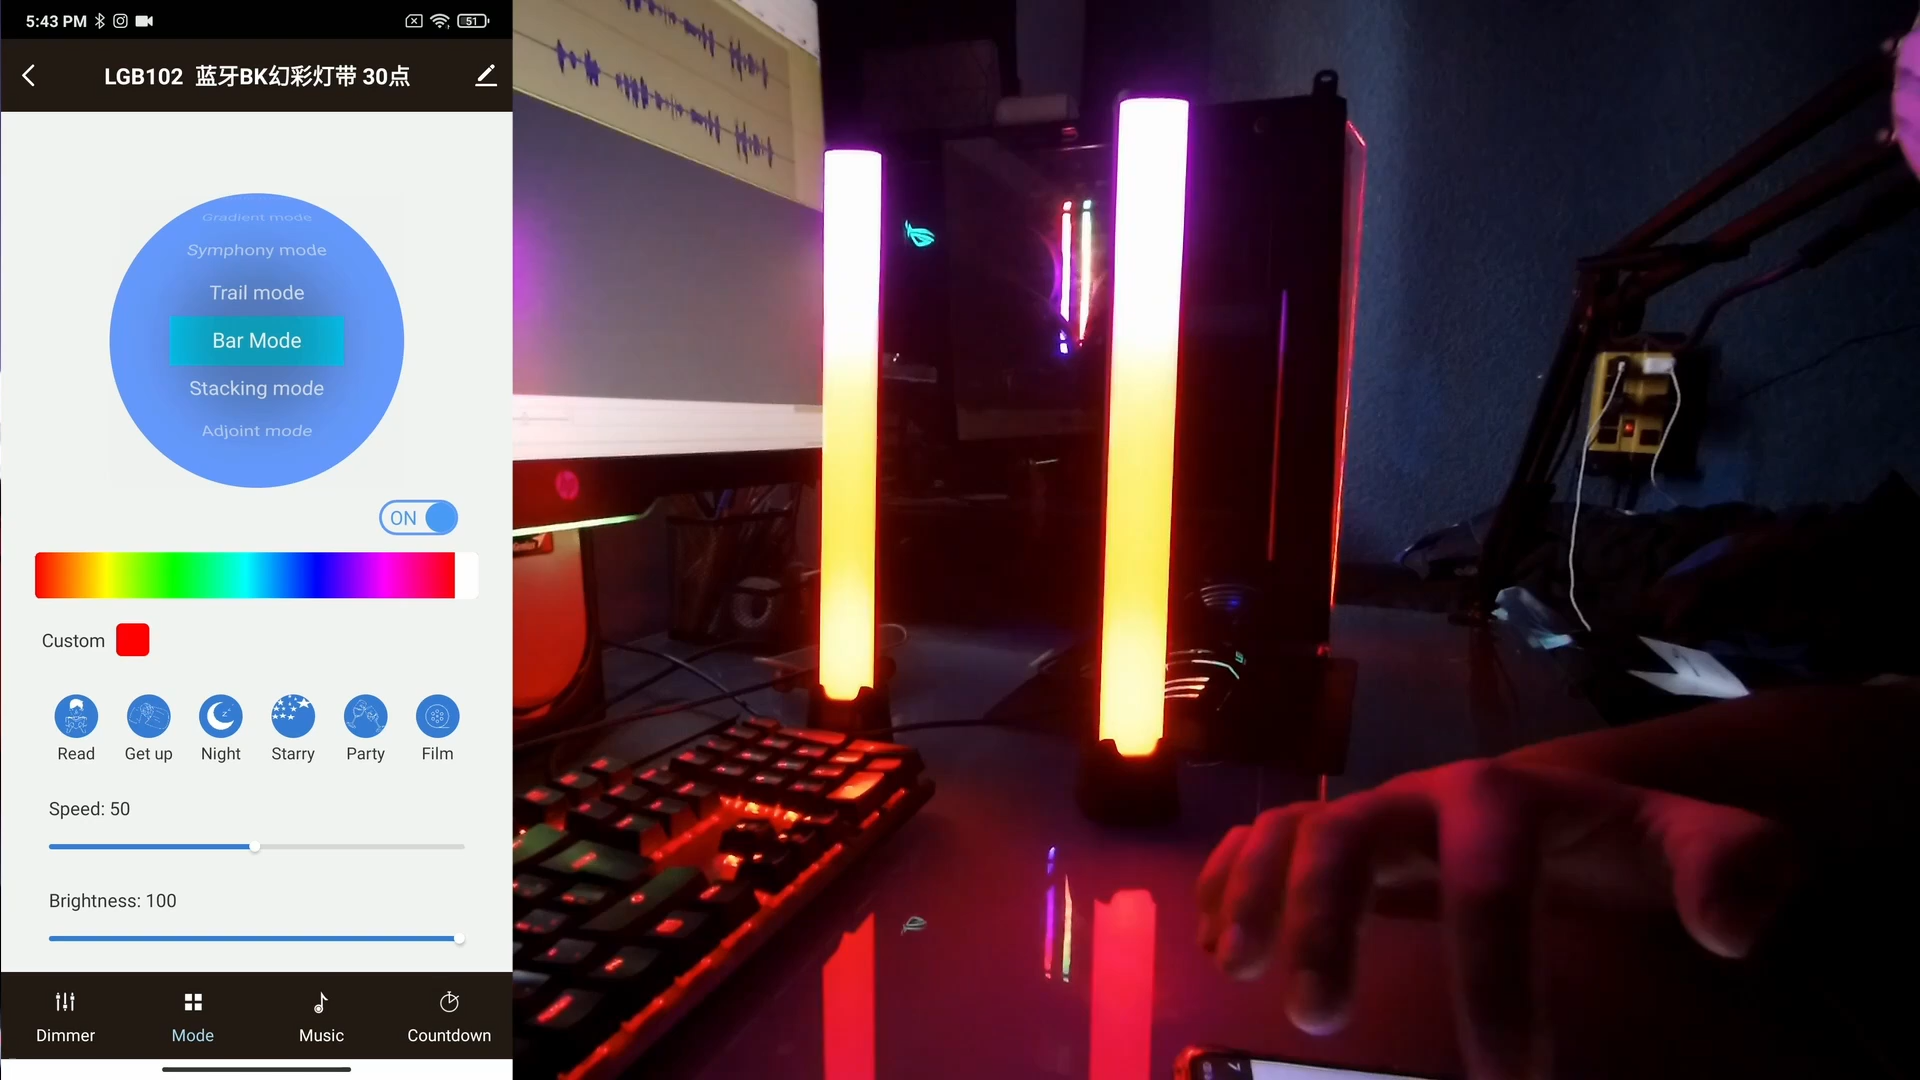 5:43 PM
51
LGB102 蓝牙BK幻彩灯带 30点
Gradient mode
Symphony mode
Trail mode
Bar Mode
Stacking mode
Adjoint mode
ON
Custom
Read
Get up
Night
Starry
Party
Film
Speed: 50
Brightness: 100
Dimmer
Mode
Music
Countdown